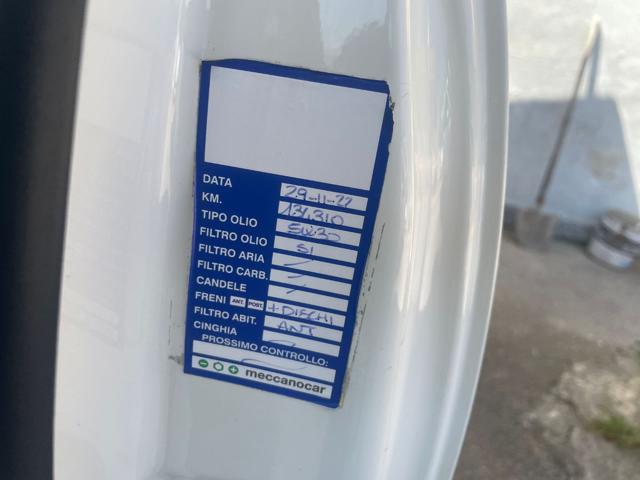 DATA 29-11-22
KM. 134.310
TIPO OLIO 5W30
FILTRO OLIO SI
FILTRO ARIA
FILTRO CARB.
CANDELE
FRENI ANT. POST. + DISCHI
FILTRO ABIT. ANT
CINGHIA
PROSSIMO CONTROLLO:
meccanocar